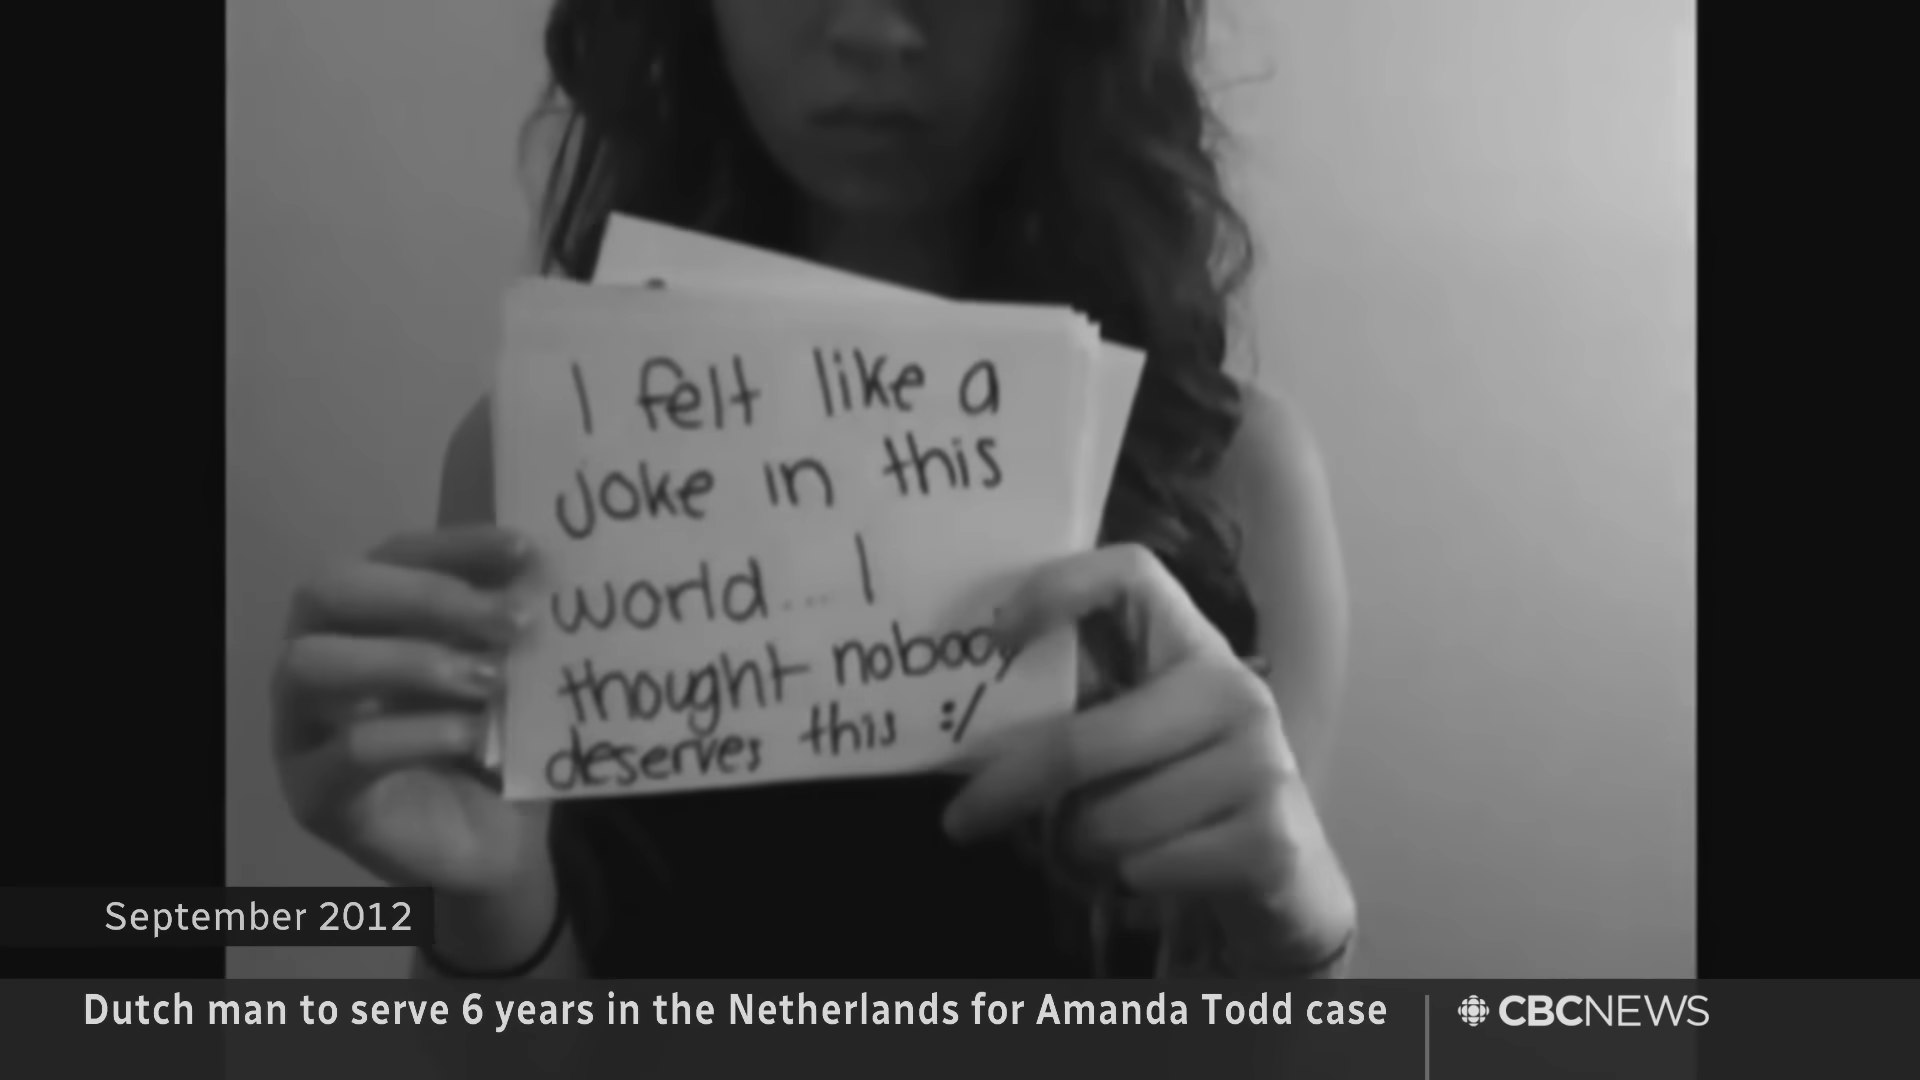 I felt like a
joke in this
world... I
thought nobody
deserves this :/
September 2012
Dutch man to serve 6 years in the Netherlands for Amanda Todd case
CBCNEWS